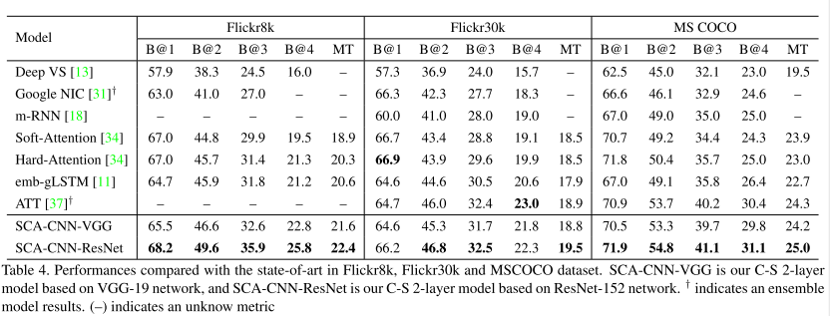 Model Flickr8k Flickr30k MS COCO
B@1 B@2 B@3 B@4 MT B@1 B@2 B@3 B@4 MT B@1 B@2 B@3 B@4 MT
Deep VS [13] 57.9 38.3 24.5 16.0 – 57.3 36.9 24.0 15.7 – 62.5 45.0 32.1 23.0 19.5
Google NIC [31]† 63.0 41.0 27.0 – – 66.3 42.3 27.7 18.3 – 66.6 46.1 32.9 24.6 –
m-RNN [18] – – – – – 60.0 41.0 28.0 19.0 – 67.0 49.0 35.0 25.0 –
Soft-Attention [34] 67.0 44.8 29.9 19.5 18.9 66.7 43.4 28.8 19.1 18.5 70.7 49.2 34.4 24.3 23.9
Hard-Attention [34] 67.0 45.7 31.4 21.3 20.3 66.9 43.9 29.6 19.9 18.5 71.8 50.4 35.7 25.0 23.0
emb-gLSTM [11] 64.7 45.9 31.8 21.2 20.6 64.6 44.6 30.5 20.6 17.9 67.0 49.1 35.8 26.4 22.7
ATT [37]† – – – – – 64.7 46.0 32.4 23.0 18.9 70.9 53.7 40.2 30.4 24.3
SCA-CNN-VGG 65.5 46.6 32.6 22.8 21.6 64.6 45.3 31.7 21.8 18.8 70.5 53.3 39.7 29.8 24.2
SCA-CNN-ResNet 68.2 49.6 35.9 25.8 22.4 66.2 46.8 32.5 22.3 19.5 71.9 54.8 41.1 31.1 25.0
Table 4. Performances compared with the state-of-art in Flickr8k, Flickr30k and MSCOCO dataset. SCA-CNN-VGG is our C-S 2-layer
model based on VGG-19 network, and SCA-CNN-ResNet is our C-S 2-layer model based on ResNet-152 network. † indicates an ensemble
model results. (–) indicates an unknow metric